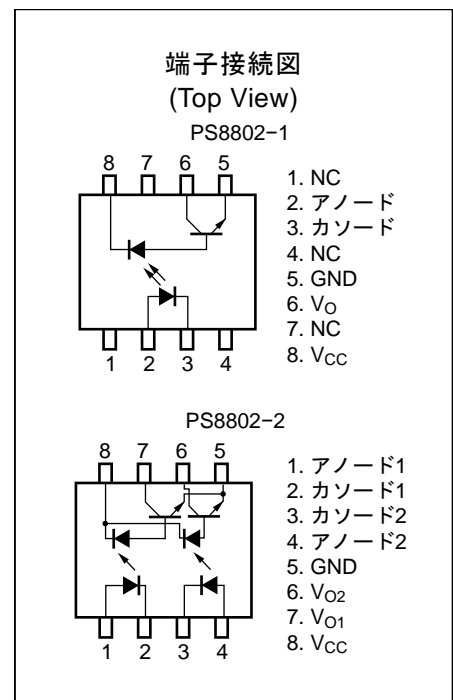 端子接続図
(Top View)
PS8802−1
8 7 6 5
1 2 3 4
1. NC
2. アノード
3. カソード
4. NC
5. GND
6. VO
7. NC
8. VCC
PS8802−2
8 7 6 5
1 2 3 4
1. アノード1
2. カソード1
3. カソード2
4. アノード2
5. GND
6. VO2
7. VO1
8. VCC